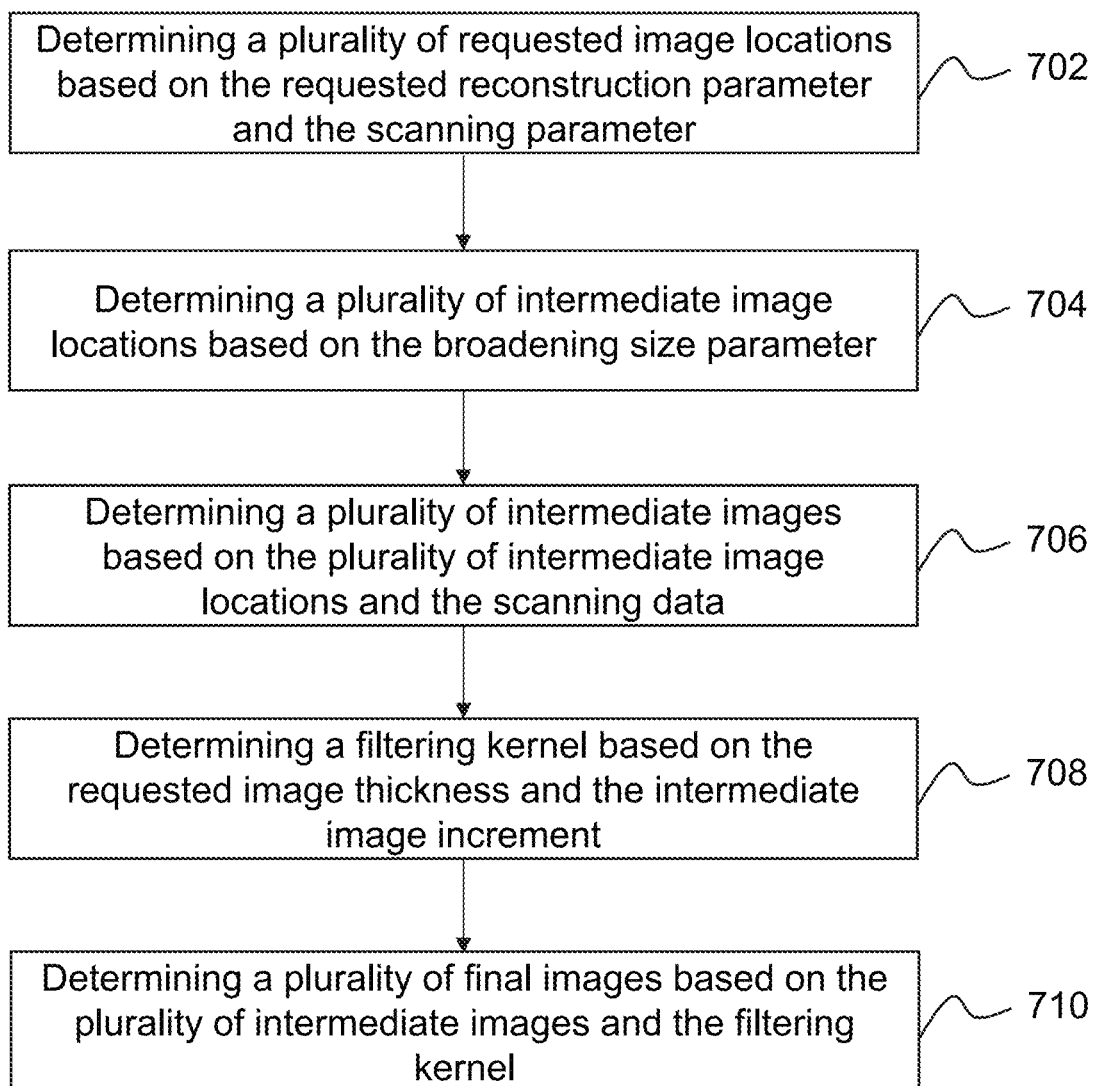 Determining a plurality of requested image locations
based on the requested reconstruction parameter
and the scanning parameter
702
Determining a plurality of intermediate image
locations based on the broadening size parameter
704
Determining a plurality of intermediate images
based on the plurality of intermediate image
locations and the scanning data
706
Determining a filtering kernel based on the
requested image thickness and the intermediate
image increment
708
Determining a plurality of final images based on the
plurality of intermediate images and the filtering
kernel
710